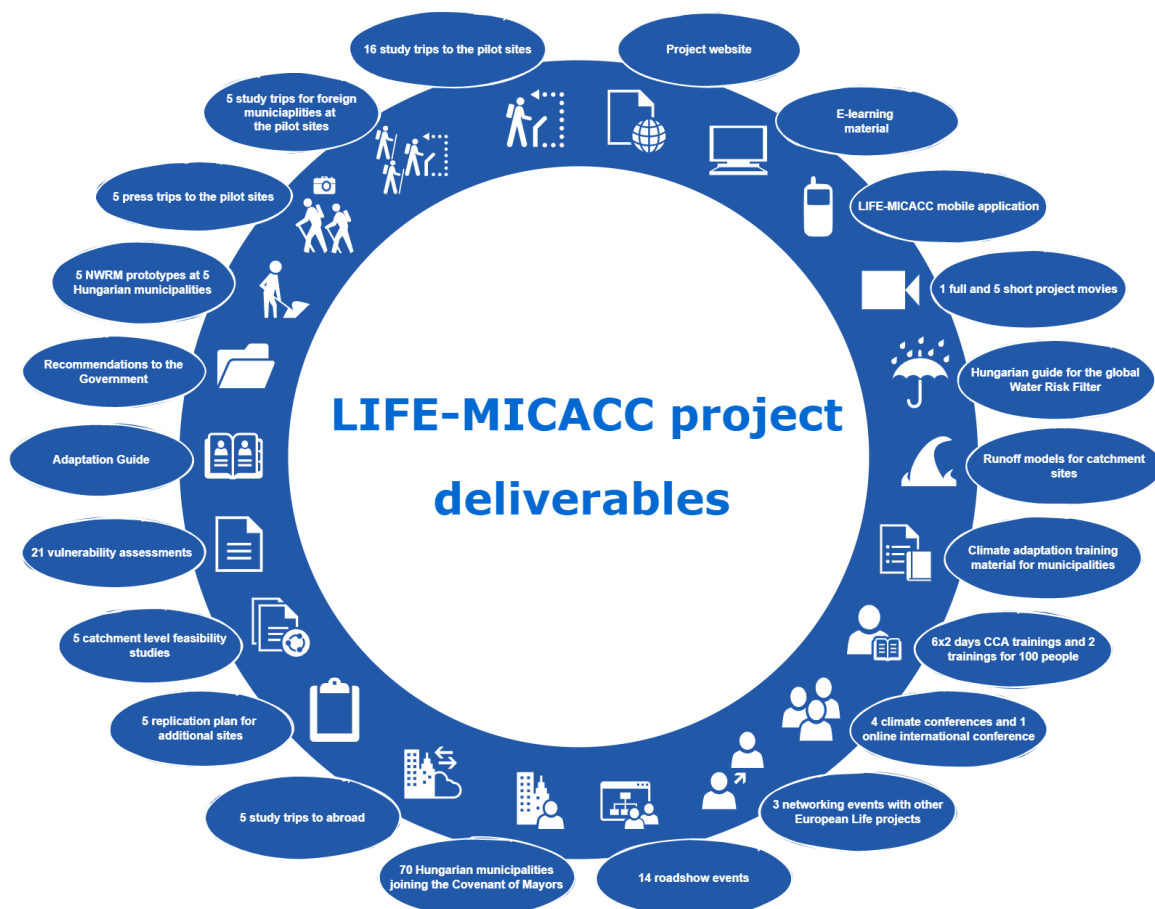 16 study trips to the pilot sites
Project website
5 study trips for foreign
municiaplities at
the pilot sites
E-learning
material
5 press trips to the pilot sites
LIFE-MICACC mobile application
5 NWRM prototypes at 5
Hungarian municipalities
1 full and 5 short project movies
Recommendations to the
Government
Hungarian guide for the global
Water Risk Filter
LIFE-MICACC project
deliverables
Adaptation Guide
Runoff models for catchment
sites
21 vulnerability assessments
Climate adaptation training
material for municipalities
5 catchment level feasibility
studies
6x2 days CCA trainings and 2
trainings for 100 people
5 replication plan for
additional sites
4 climate conferences and 1
online international conference
5 study trips to abroad
3 networking events with other
European Life projects
70 Hungarian municipalities
joining the Covenant of Mayors
14 roadshow events